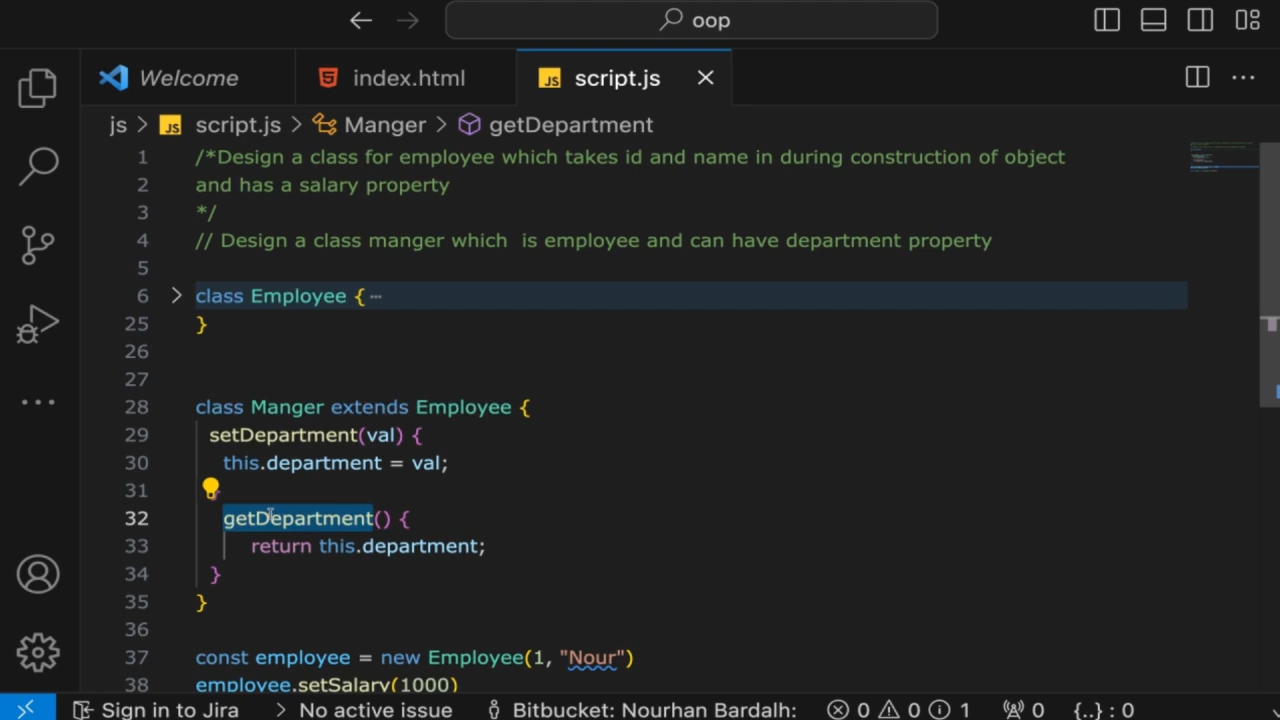 oop
Welcome
index.html
JS script.js
js > JS script.js > Manger > getDepartment
1 /*Design a class for employee which takes id and name in during construction of object
2 and has a salary property
3 */
4 // Design a class manger which  is employee and can have department property
5
6 class Employee { ...
25 }
26
27
28 class Manger extends Employee {
29 setDepartment(val) {
30 this.department = val;
31 }
32 getDepartment() {
33 return this.department;
34 }
35 }
36
37 const employee = new Employee(1, "Nour")
38 employee.setSalary(1000)
Sign in to Jira > No active issue Bitbucket: Nourhan Bardalh: 0 0 1 0 {..} : 0